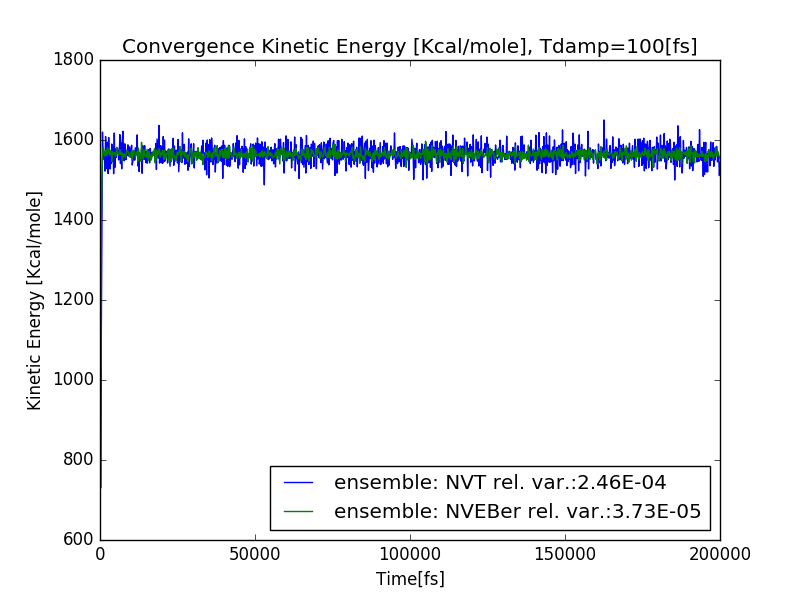 Convergence Kinetic Energy [Kcal/mole], Tdamp=100[fs]
1800
1600
1400
1200
1000
800
600
Kinetic Energy [Kcal/mole]
ensemble: NVT rel. var.:2.46E-04
ensemble: NVEBer rel. var.:3.73E-05
0
50000
100000
150000
200000
Time[fs]